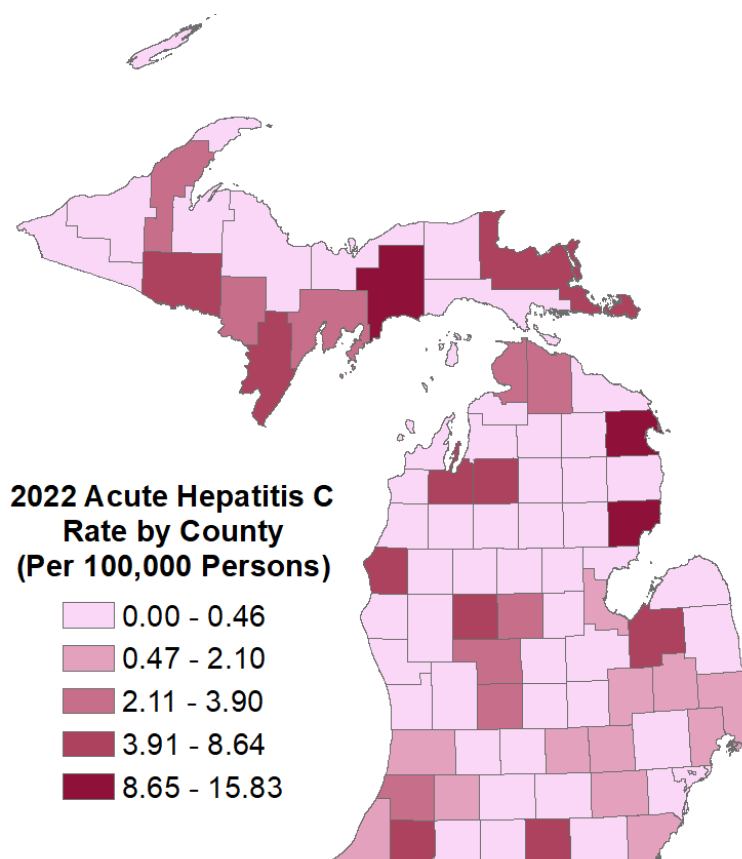 2022 Acute Hepatitis C
Rate by County
(Per 100,000 Persons)
0.00 - 0.46
0.47 - 2.10
2.11 - 3.90
3.91 - 8.64
8.65 - 15.83